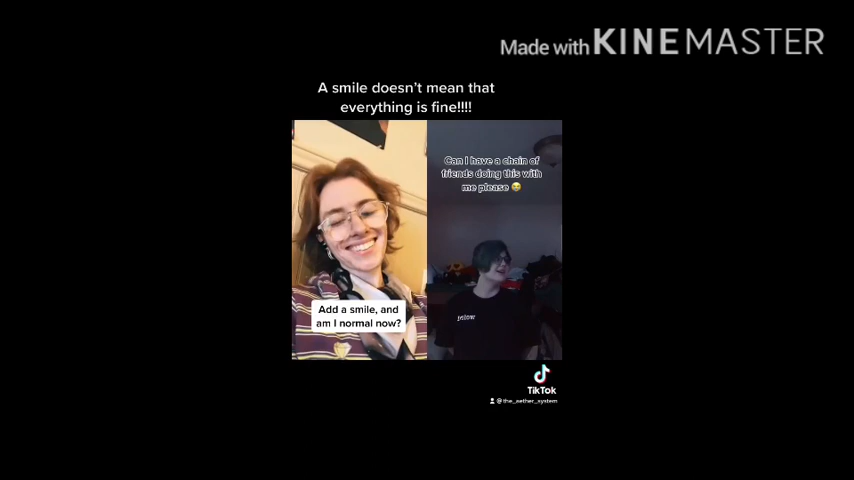 Made with KINEMASTER
A smile doesn't mean that
everything is fine!!!!
Can I have a chain of
friends doing this with
me please 😅
Add a smile, and
am I normal now?
TikTok
@the_aether_system